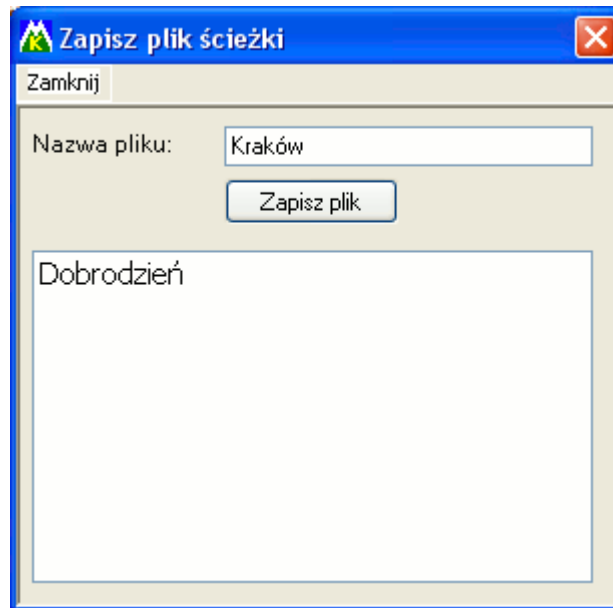 Zapisz plik ścieżki
Zamknij
Nazwa pliku: Kraków
Zapisz plik
Dobrodzień